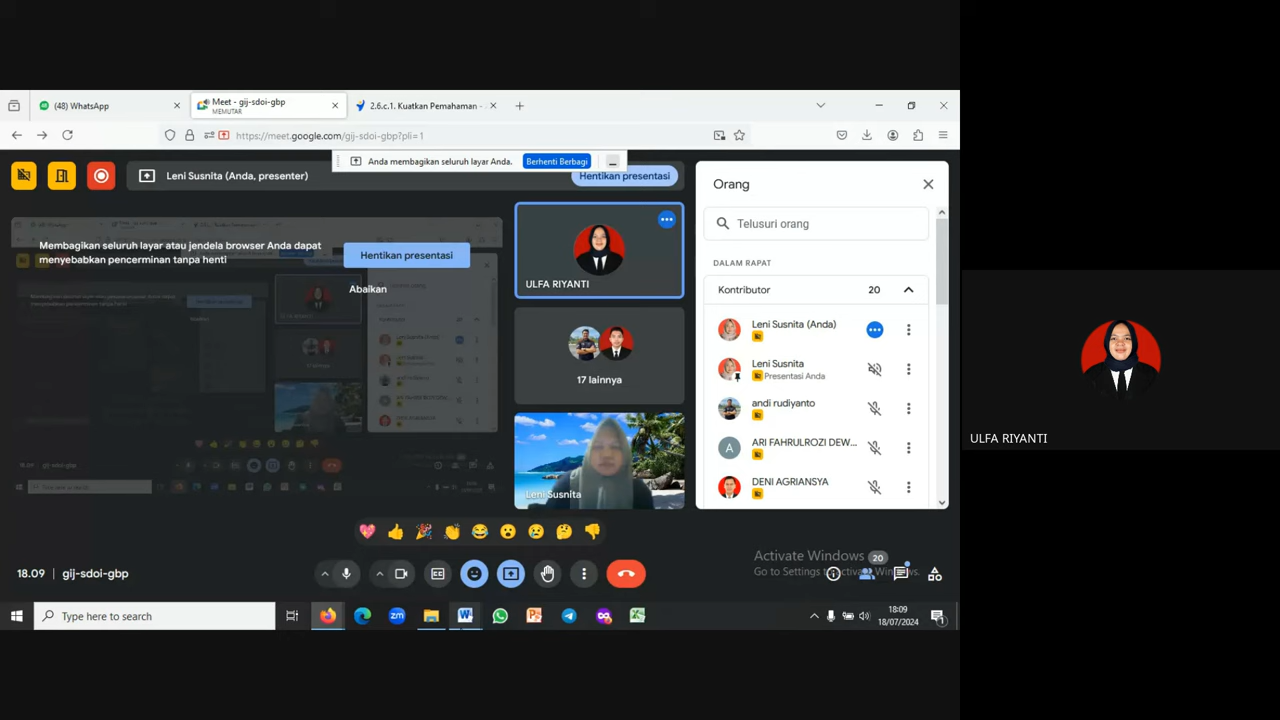 (48) WhatsApp
Meet - gij-sdoi-gbp
MEMUTAR
2.6.c.1. Kuatkan Pemahaman -
https://meet.google.com/gij-sdoi-gbp?pli=1
Anda membagikan seluruh layar Anda.
Berhenti Berbagi
Leni Susnita (Anda, presenter)
Hentikan presentasi
Membagikan seluruh layar atau jendela browser Anda dapat
menyebabkan pencerminan tanpa henti
Hentikan presentasi
Abaikan
ULFA RIYANTI
17 lainnya
Leni Susnita
Orang
Telusuri orang
DALAM RAPAT
Kontributor 20
Leni Susnita (Anda)
Leni Susnita
Presentasi Anda
andi rudiyanto
A
ARI FAHRULROZI DEW...
DENI AGRIANSYA
ULFA RIYANTI
18.09 gij-sdoi-gbp
Activate Windows
Go to Settings to activate Windows.
20
Type here to search
zm
18:09
18/07/2024
1